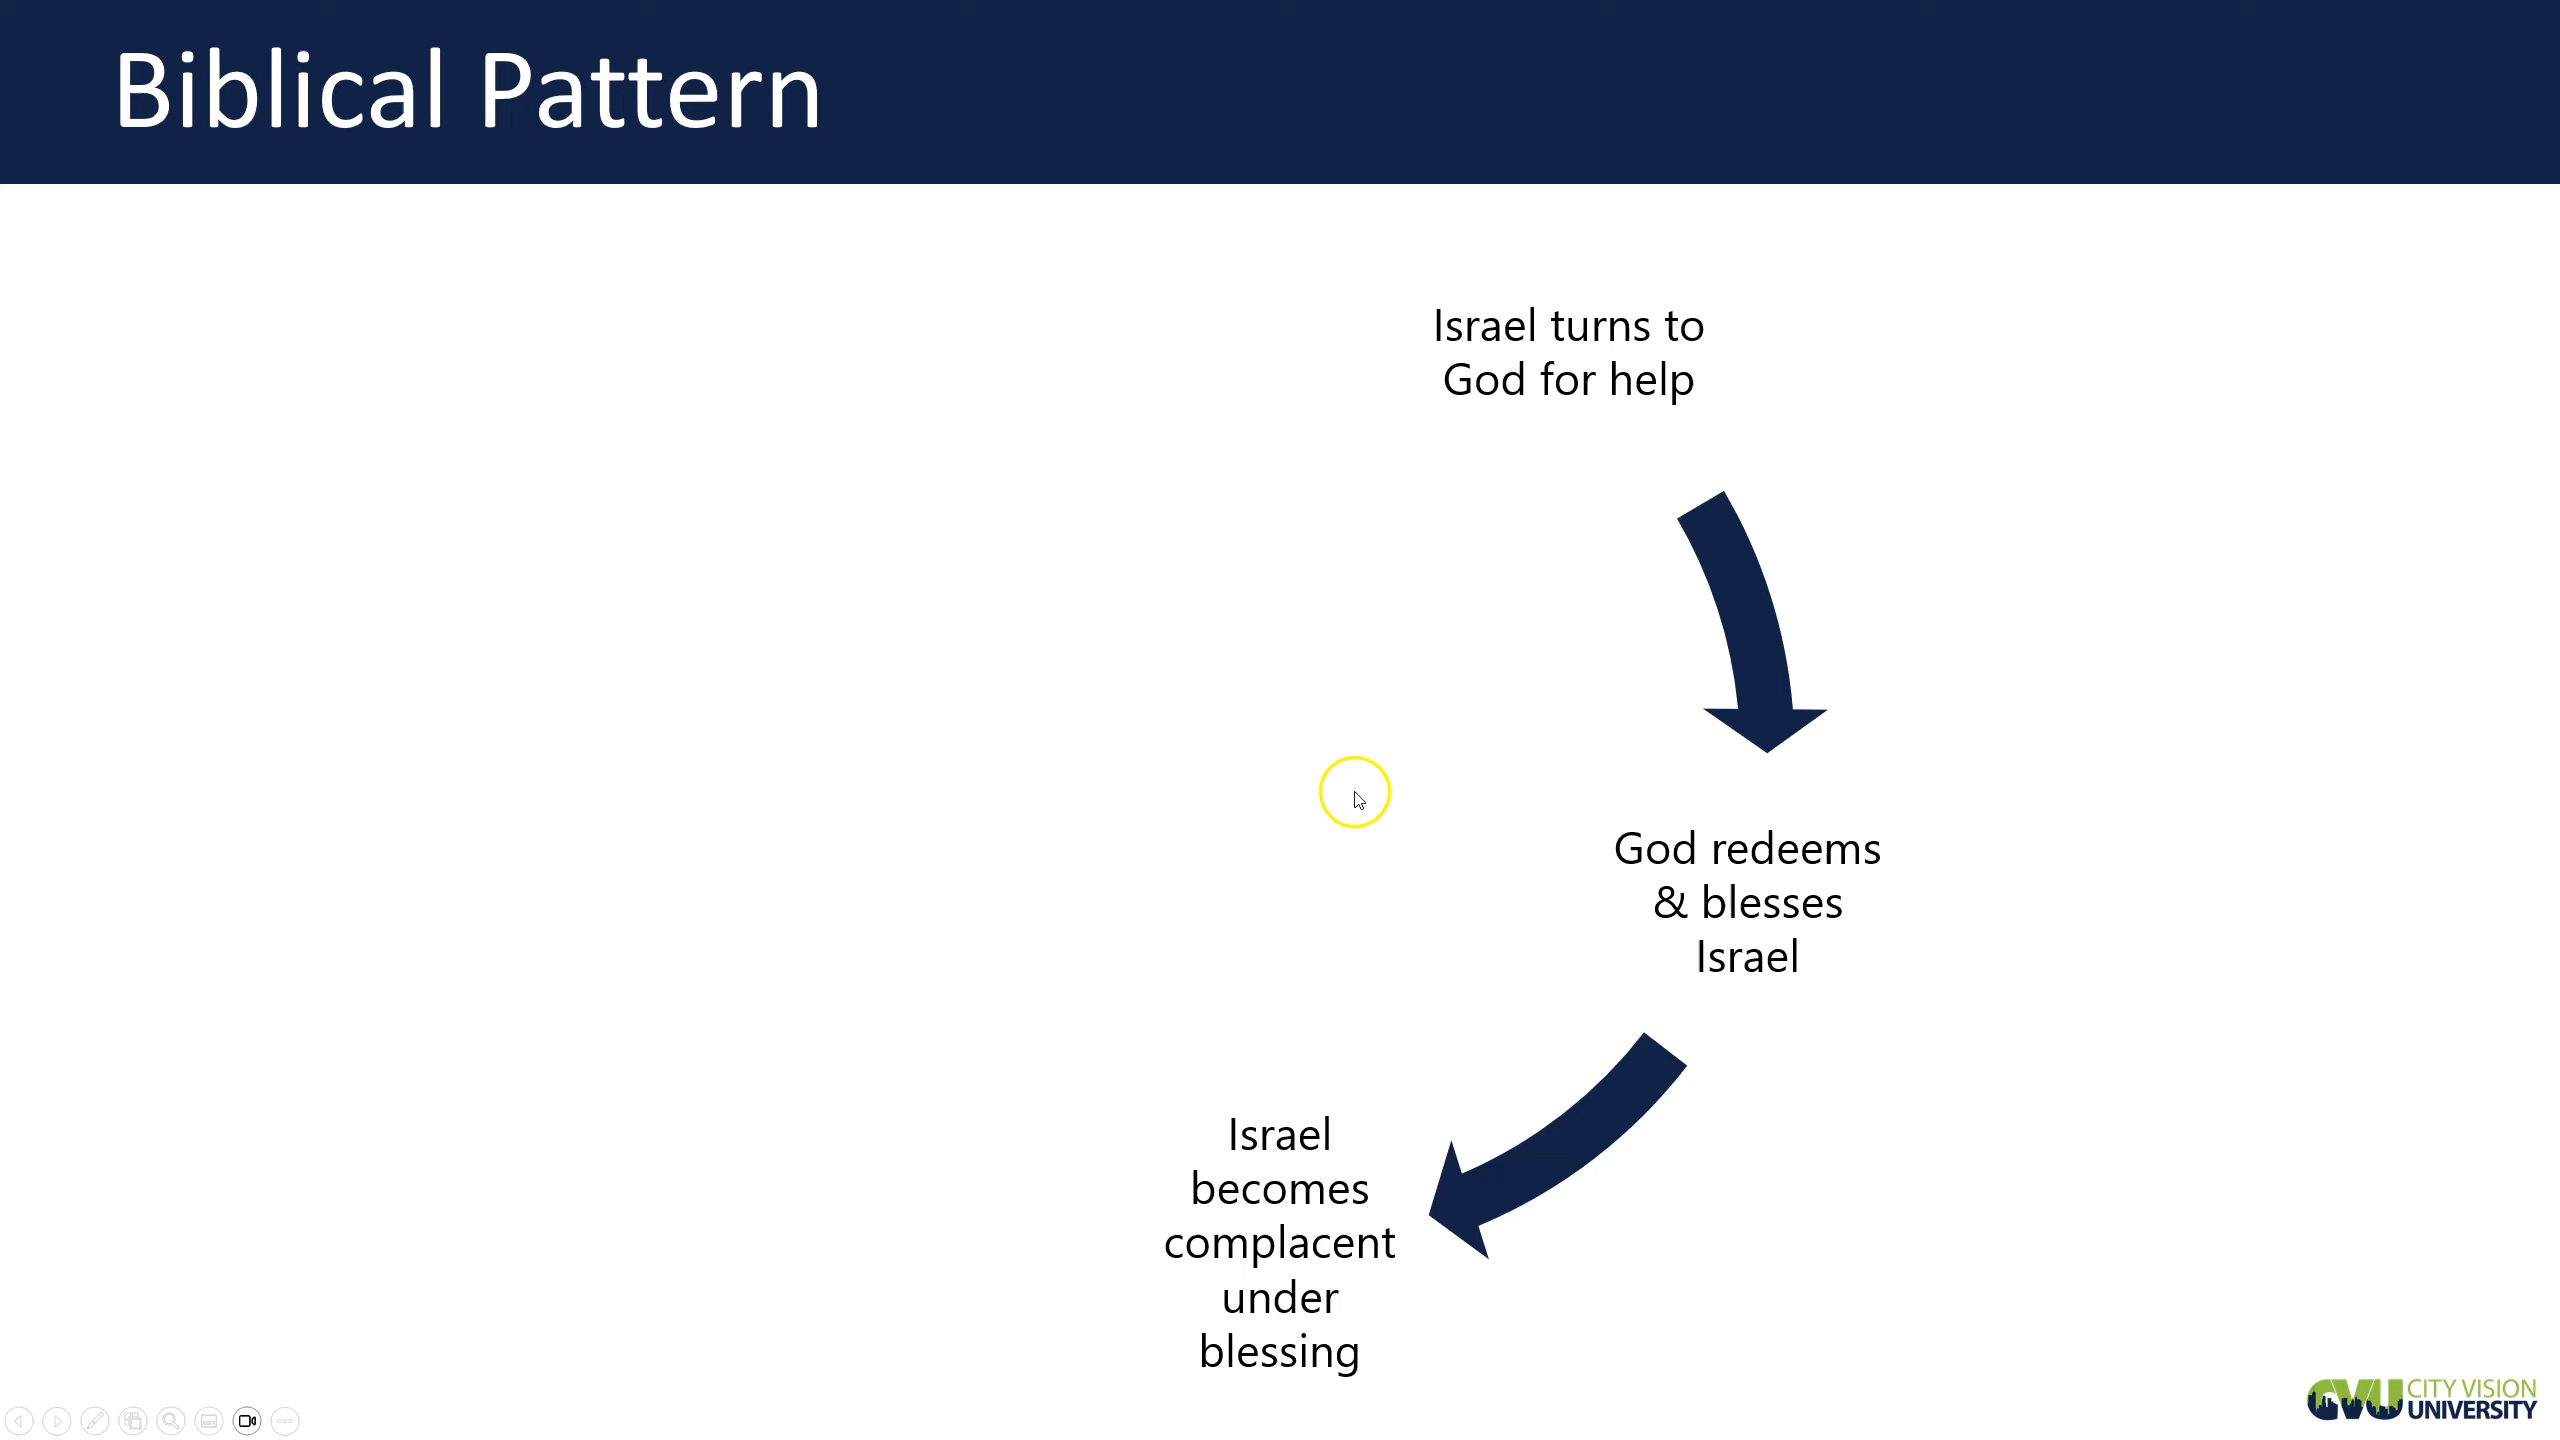 Biblical Pattern
Israel turns to
God for help
God redeems
& blesses
Israel
Israel
becomes
complacent
under
blessing
CVU CITY VISION
UNIVERSITY